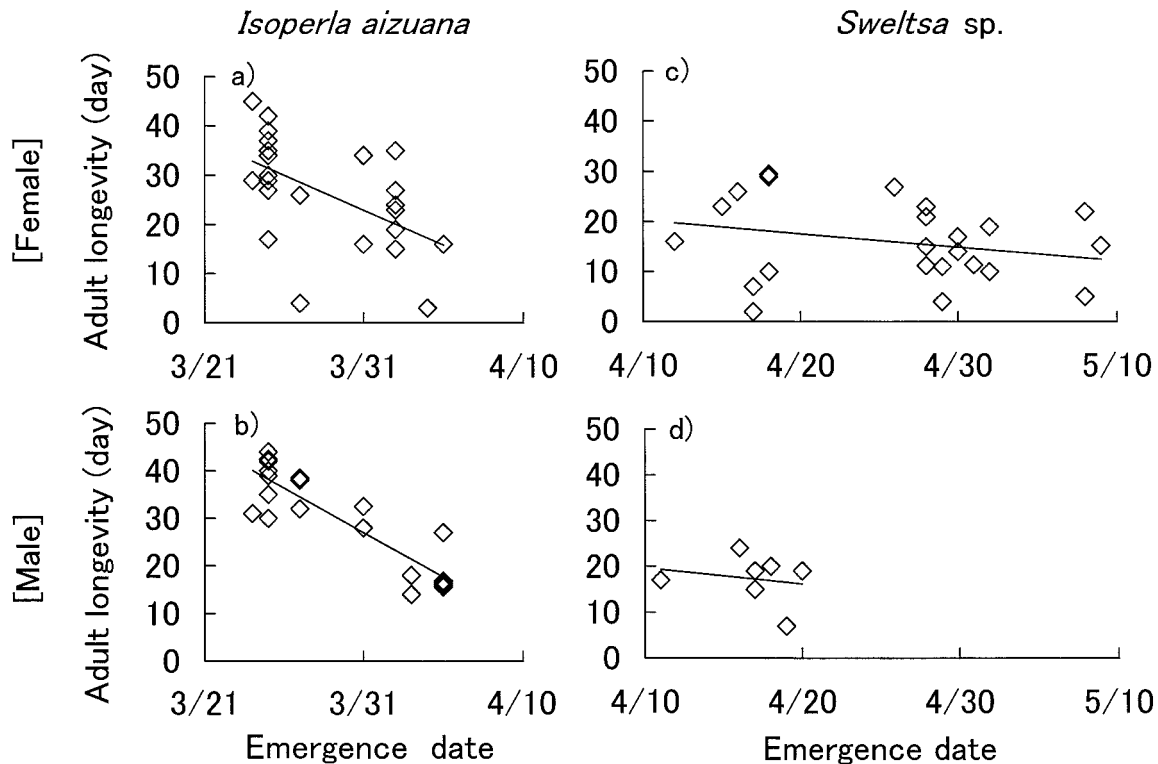 Isoperla aizuana
Sweltsa sp.
[Female]
Adult longevity (day)
a)
50
40
30
20
10
0
3/21 3/31 4/10
c)
50
40
30
20
10
0
4/10 4/20 4/30 5/10
[Male]
Adult longevity (day)
b)
50
40
30
20
10
0
3/21 3/31 4/10
Emergence date
d)
50
40
30
20
10
0
4/10 4/20 4/30 5/10
Emergence date